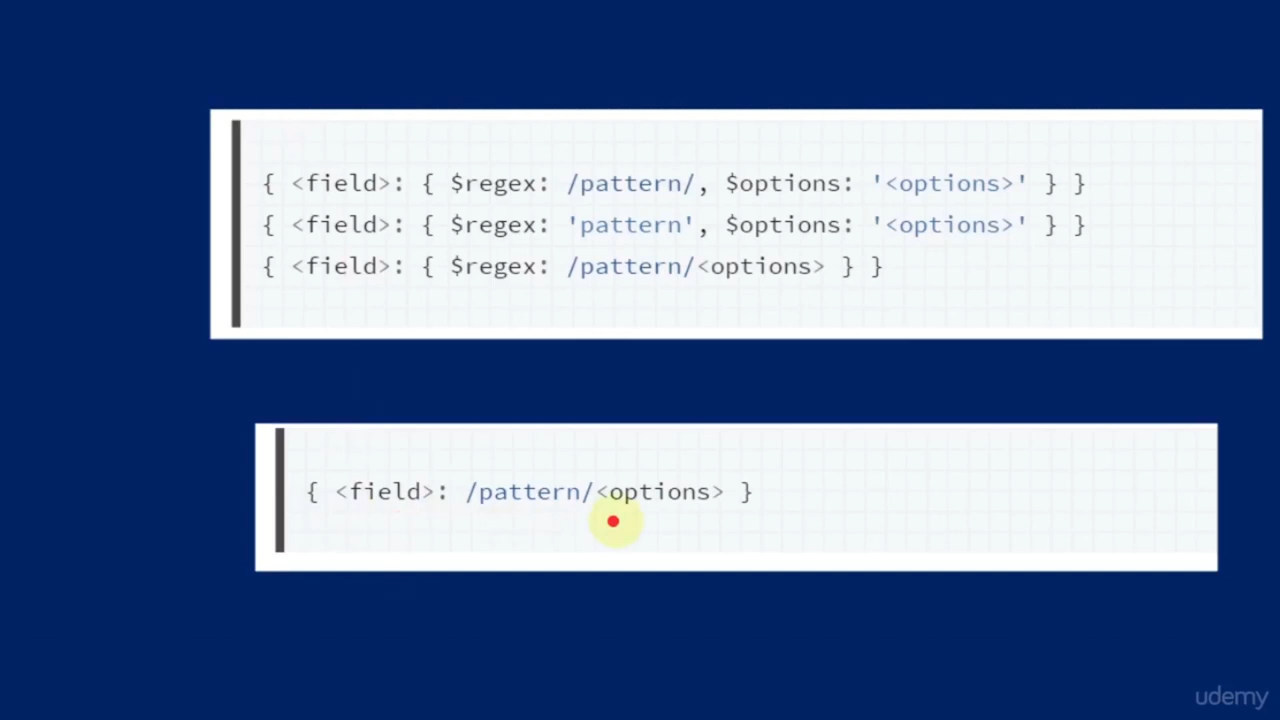 { <field>: { $regex: /pattern/, $options: '<options>' } }
{ <field>: { $regex: 'pattern', $options: '<options>' } }
{ <field>: { $regex: /pattern/<options> } }
{ <field>: /pattern/<options> }
udemy